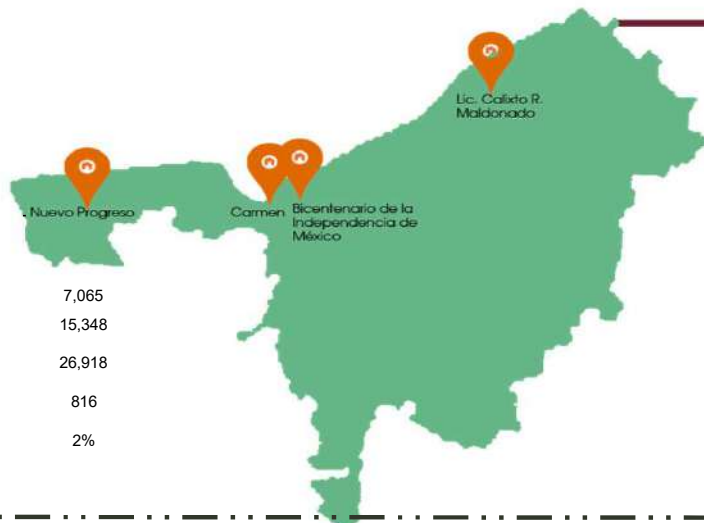 Lic. Calixto R.
Maldonado
. Nuevo Progreso
Carmen
Bicentenario de la
Independencia de
México
7,065
15,348
26,918
816
2%